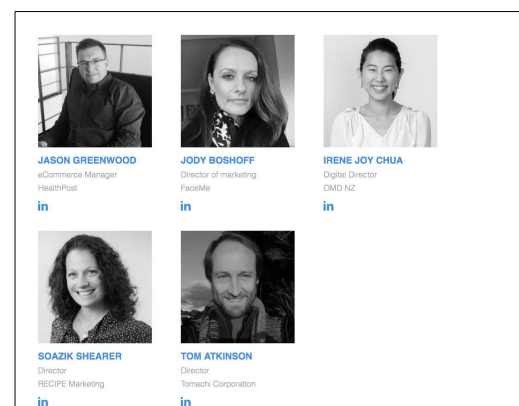 JASON GREENWOOD
eCommerce Manager
HealthPost
in
JODY BOSHOFF
Director of marketing
FaceMe
in
IRENE JOY CHUA
Digital Director
OMD NZ
in
SOAZIK SHEARER
Director
RECIPE Marketing
in
TOM ATKINSON
Director
Tomachi Corporation
in